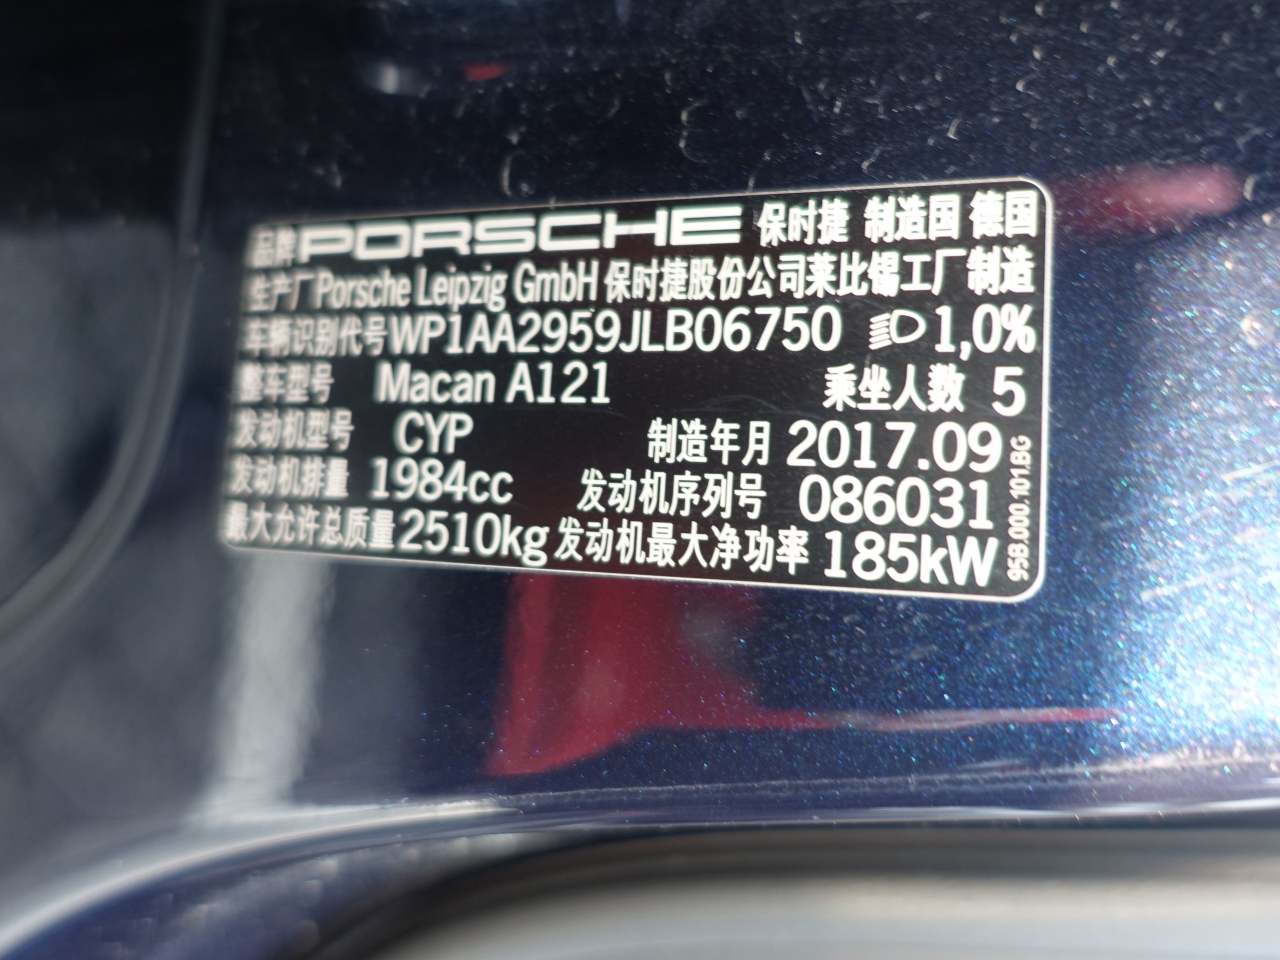 品牌 PORSCHE 保时捷 制造国 德国
生产厂 Porsche Leipzig GmbH 保时捷股份公司莱比锡工厂制造
车辆识别代号 WP1AA2959JLB06750 1,0%
整车型号 Macan A121 乘坐人数 5
发动机型号 CYP 制造年月 2017.09
发动机排量 1984cc 发动机序列号 086031
最大允许总质量 2510kg 发动机最大净功率 185kW
95B.000.101.BG